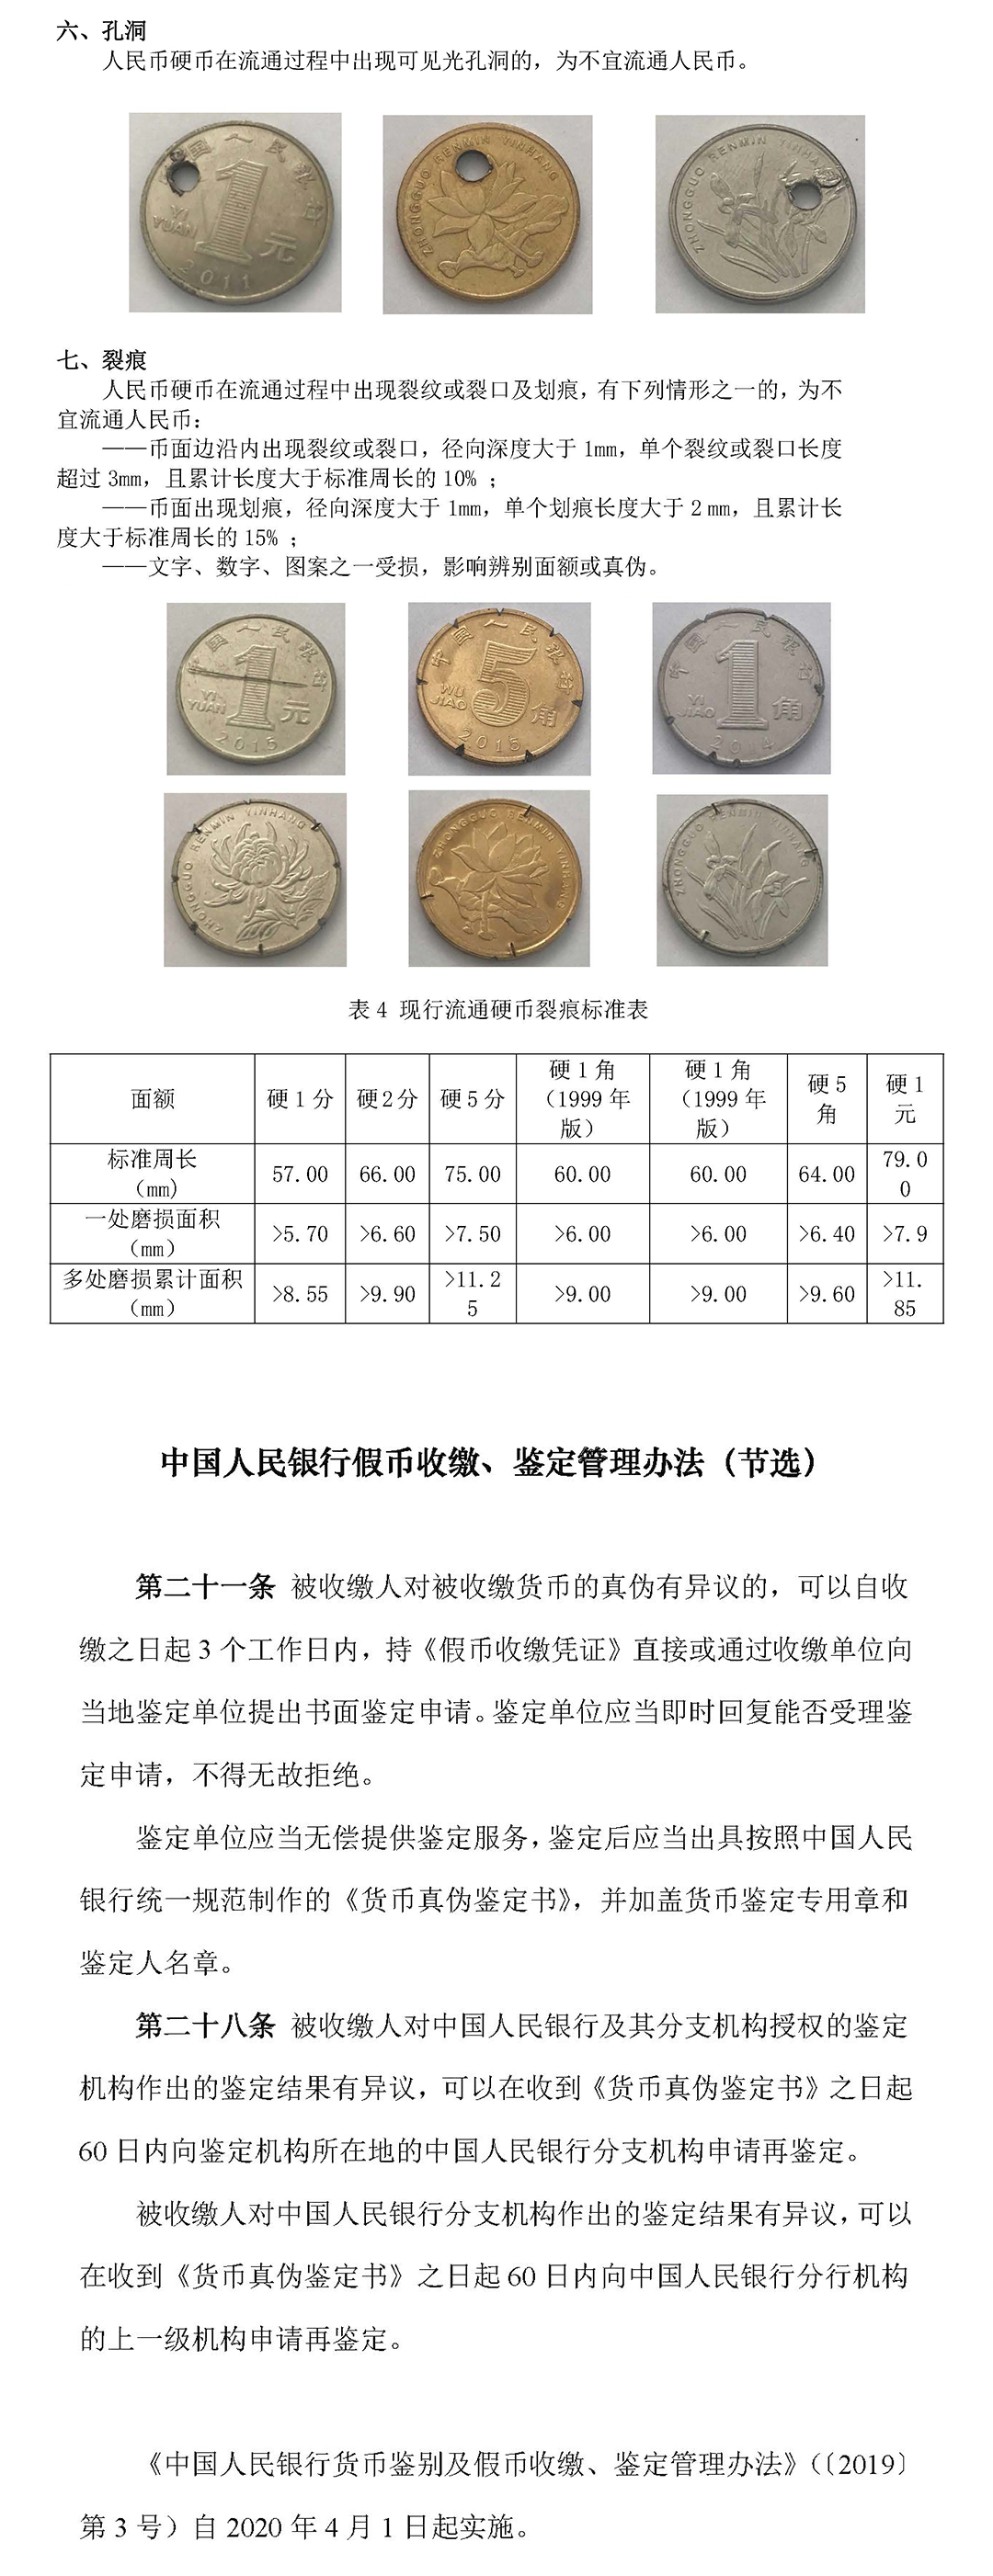 六、孔洞
人民币硬币在流通过程中出现可见光孔洞的，为不宜流通人民币。
国一民银行
1
YI YUAN
元
2011
ZHONGGUO RENMIN YINHANG
ZHONGGUO RENMIN YINHANG
七、裂痕
人民币硬币在流通过程中出现裂纹或裂口及划痕，有下列情形之一的，为不
宜流通人民币：
——币面边沿内出现裂纹或裂口，径向深度大于1mm，单个裂纹或裂口长度
超过3mm，且累计长度大于标准周长的10% ；
——币面出现划痕，径向深度大于1mm，单个划痕长度大于2mm，且累计长
度大于标准周长的15% ；
——文字、数字、图案之一受损，影响辨别面额或真伪。
中国人民银行
1
YI YUAN
元
2015
中国人民银行
5
WU JIAO
角
2015
中国人民银行
1
YI JIAO
角
2014
ZHONGGUO RENMIN YINHANG
ZHONGGUO RENMIN YINHANG
ZHONGGUO RENMIN YINHANG
表4 现行流通硬币裂痕标准表
面额 硬1分 硬2分 硬5分 硬1角（1999年版） 硬1角（1999年版） 硬5角 硬1元
标准周长（mm） 57.00 66.00 75.00 60.00 60.00 64.00 79.00
一处磨损面积（mm） >5.70 >6.60 >7.50 >6.00 >6.00 >6.40 >7.9
多处磨损累计面积（mm） >8.55 >9.90 >11.25 >9.00 >9.00 >9.60 >11.85
中国人民银行假币收缴、鉴定管理办法（节选）
第二十一条 被收缴人对被收缴货币的真伪有异议的，可以自收
缴之日起3个工作日内，持《假币收缴凭证》直接或通过收缴单位向
当地鉴定单位提出书面鉴定申请。鉴定单位应当即时回复能否受理鉴
定申请，不得无故拒绝。
鉴定单位应当无偿提供鉴定服务，鉴定后应当出具按照中国人民
银行统一规范制作的《货币真伪鉴定书》，并加盖货币鉴定专用章和
鉴定人名章。
第二十八条 被收缴人对中国人民银行及其分支机构授权的鉴定
机构作出的鉴定结果有异议，可以在收到《货币真伪鉴定书》之日起
60日内向鉴定机构所在地的中国人民银行分支机构申请再鉴定。
被收缴人对中国人民银行分支机构作出的鉴定结果有异议，可以
在收到《货币真伪鉴定书》之日起60日内向中国人民银行分行机构
的上一级机构申请再鉴定。
《中国人民银行货币鉴别及假币收缴、鉴定管理办法》（〔2019〕
第3号）自2020年4月1日起实施。